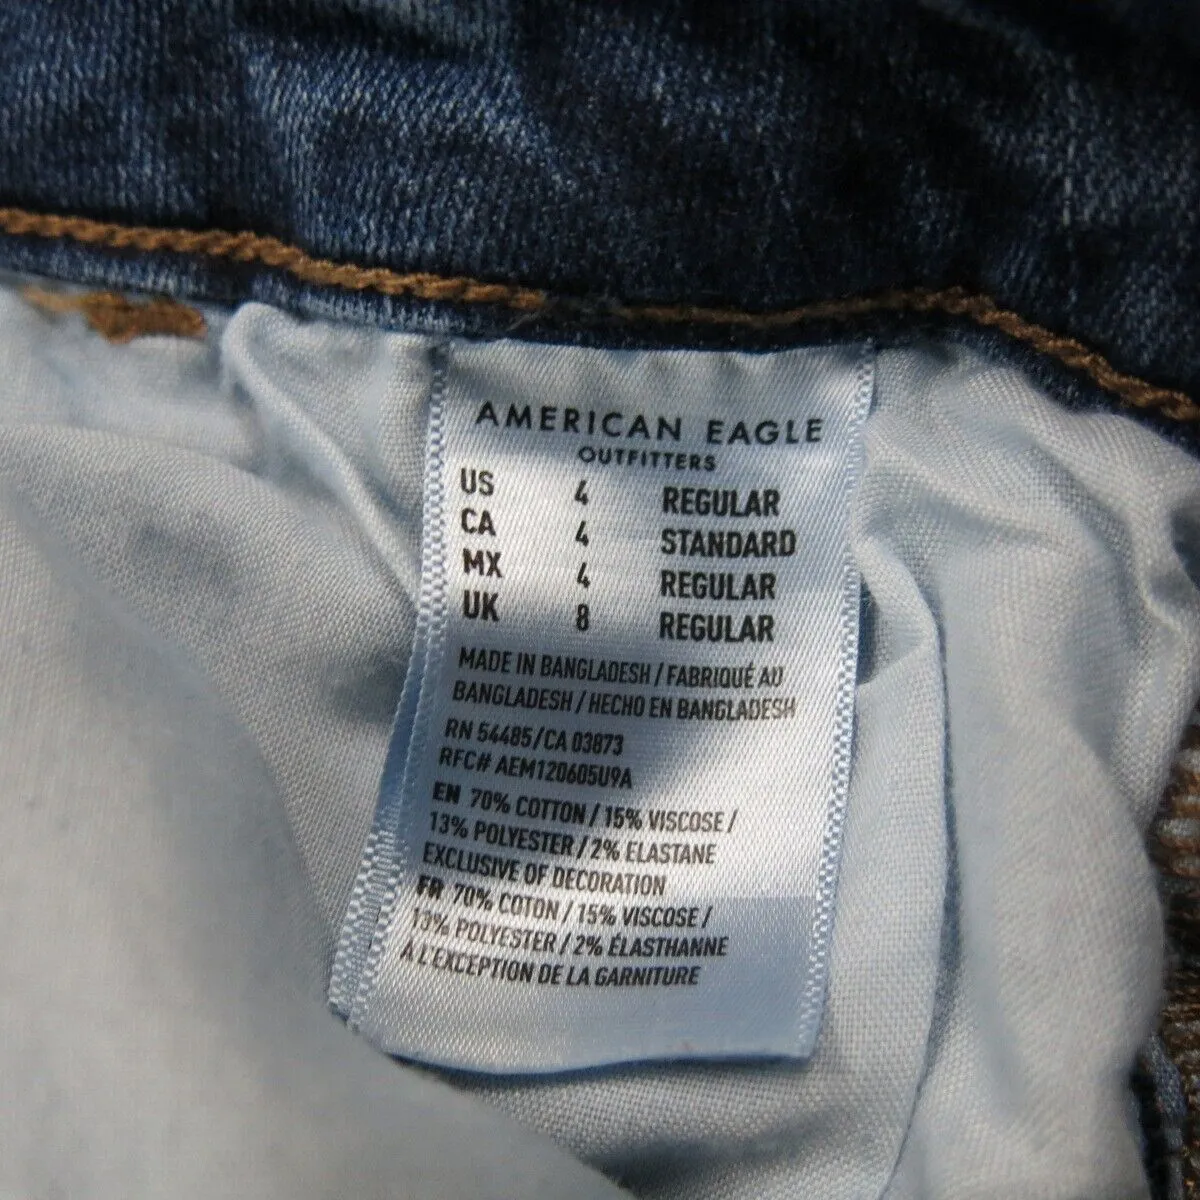 AMERICAN EAGLE
OUTFITTERS
US 4 REGULAR
CA 4 STANDARD
MX 4 REGULAR
UK 8 REGULAR
MADE IN BANGLADESH / FABRIQUÉ AU
BANGLADESH / HECHO EN BANGLADESH
RN 54485/CA 03873
RFC# AEM120605U9A
EN 70% COTTON / 15% VISCOSE /
13% POLYESTER / 2% ELASTANE
EXCLUSIVE OF DECORATION
FR 70% COTON / 15% VISCOSE /
13% POLYESTER / 2% ÉLASTHANNE
À L'EXCEPTION DE LA GARNITURE